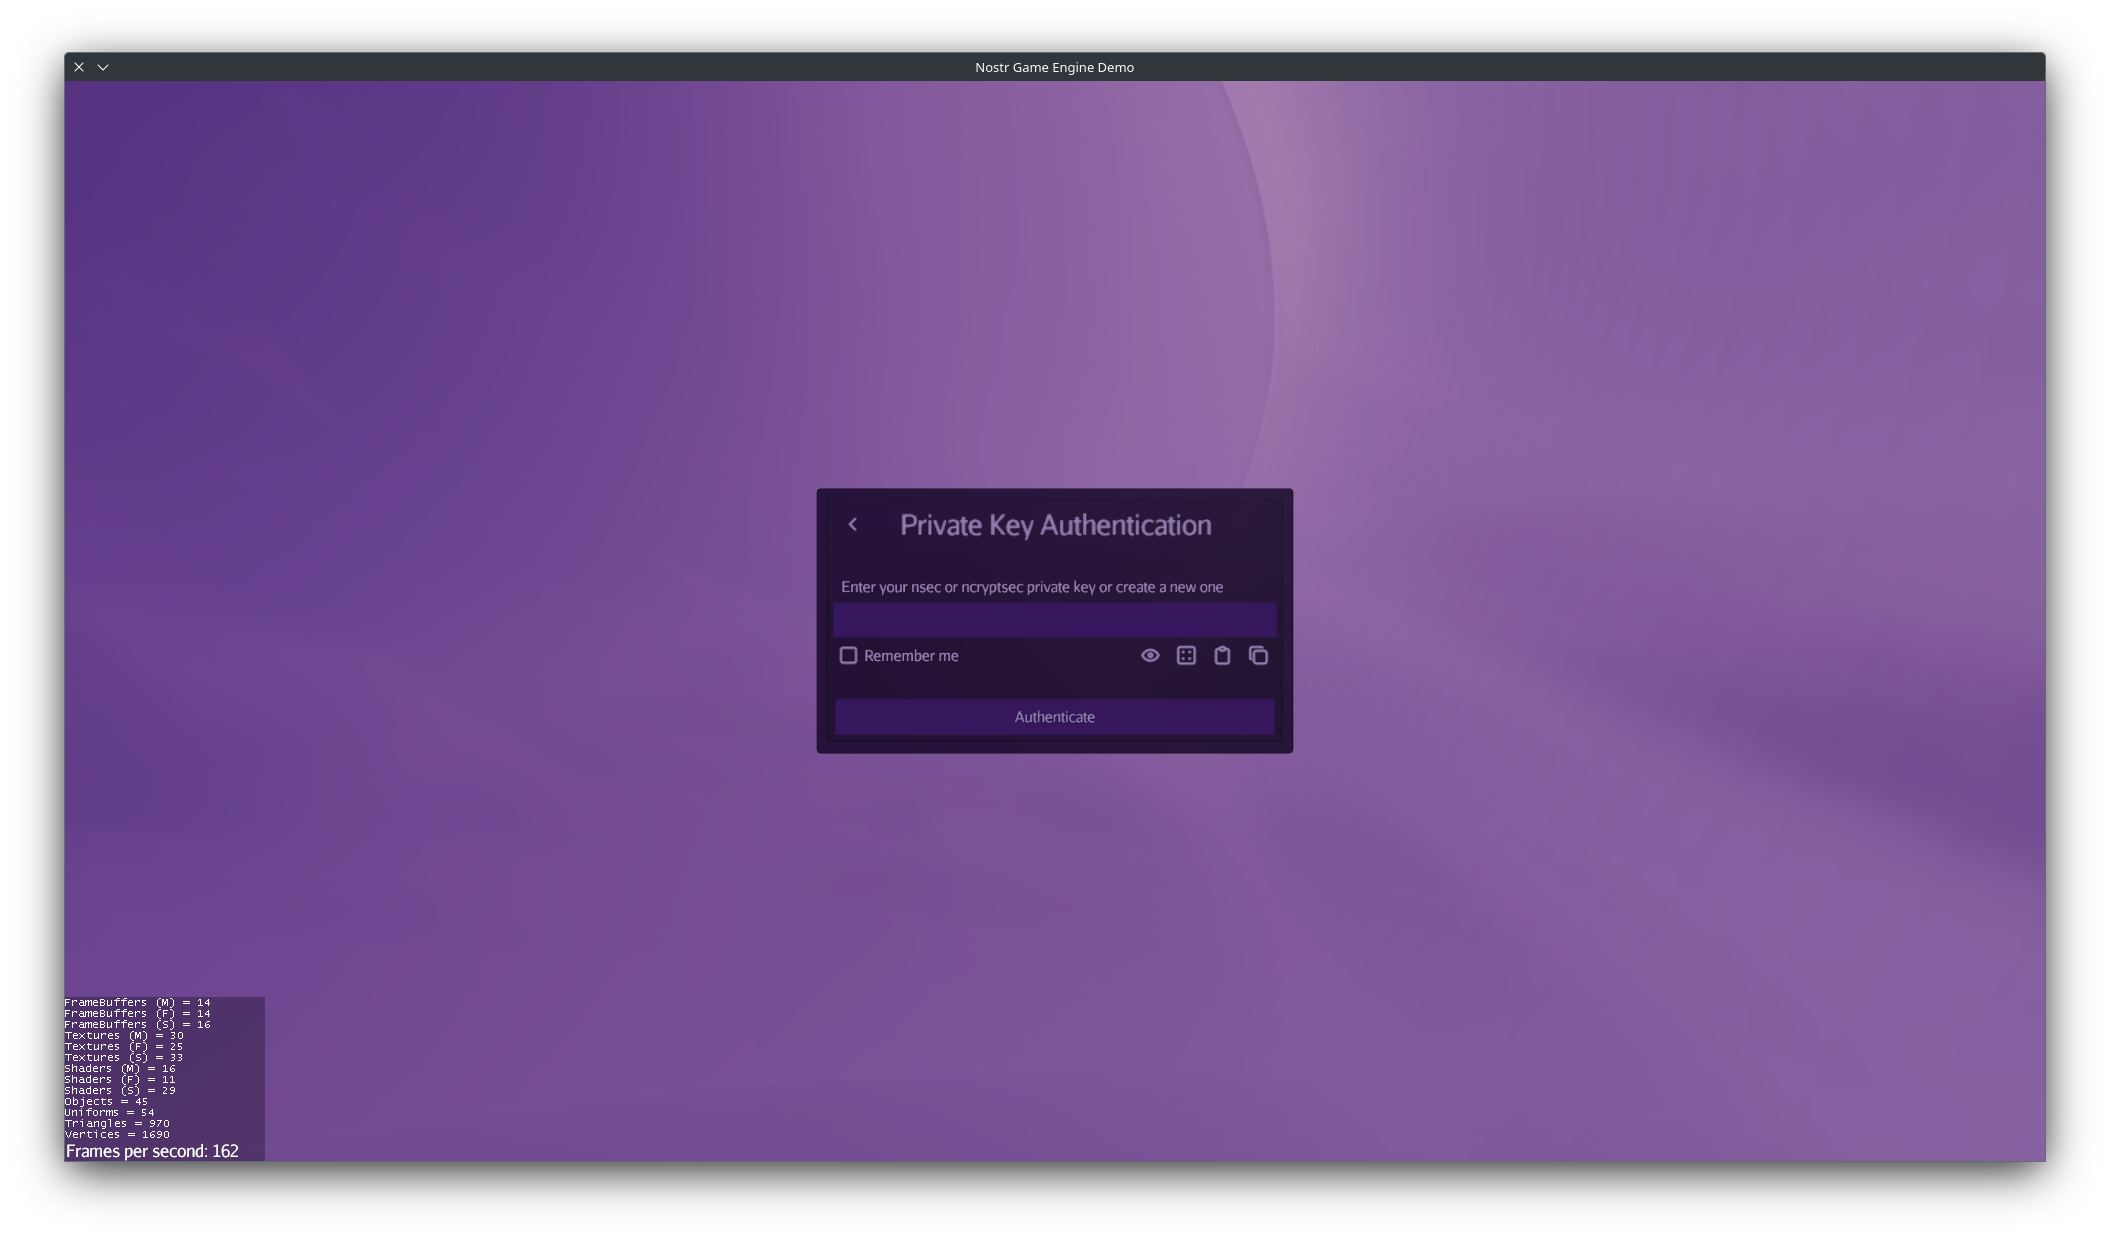 Nostr Game Engine Demo
Private Key Authentication
Enter your nsec or ncryptsec private key or create a new one
Remember me
Authenticate
FrameBuffers (M) = 14
FrameBuffers (F) = 14
FrameBuffers (S) = 16
Textures (M) = 30
Textures (F) = 25
Textures (S) = 33
Shaders (M) = 16
Shaders (F) = 11
Shaders (S) = 29
Objects = 45
Uniforms = 54
Triangles = 970
Vertices = 1690
Frames per second: 162